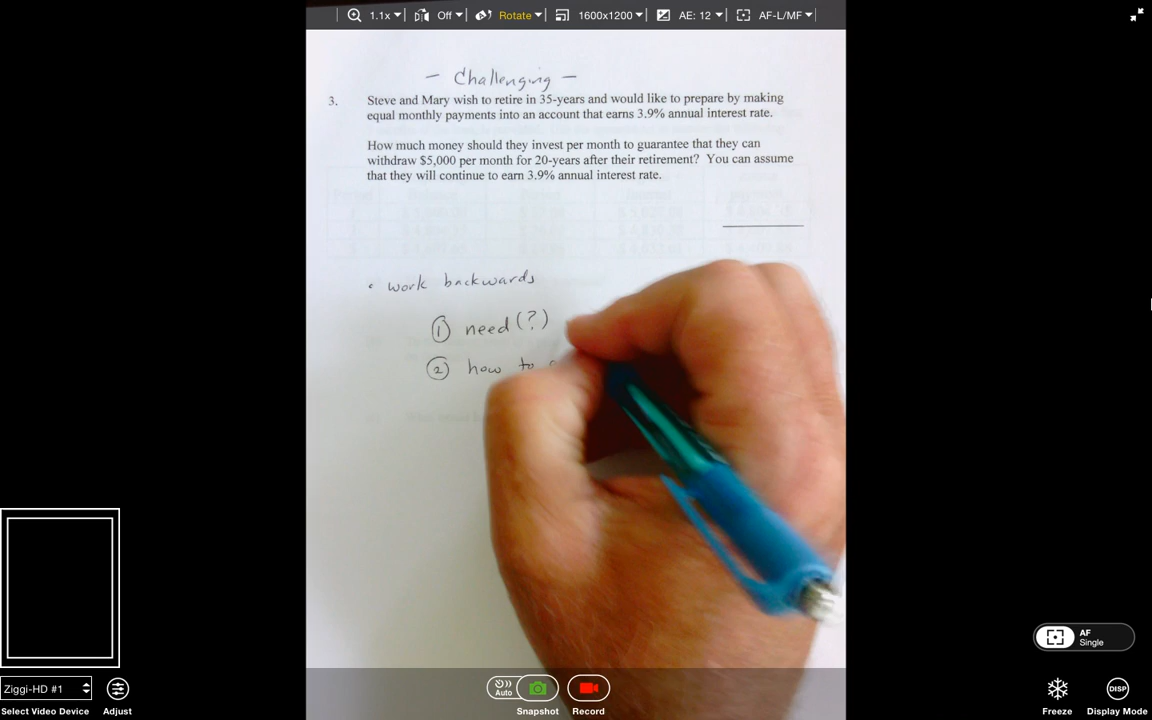 1.1x Off Rotate 1600x1200 AE: 12 AF-L/MF
— Challenging —
3. Steve and Mary wish to retire in 35-years and would like to prepare by making
equal monthly payments into an account that earns 3.9% annual interest rate.
How much money should they invest per month to guarantee that they can
withdraw $5,000 per month for 20-years after their retirement? You can assume
that they will continue to earn 3.9% annual interest rate.
• work backwards
① need (?)
② how to
AF
Single
Ziggi-HD #1
Auto
Select Video Device
Adjust
Snapshot
Record
DISP
Freeze
Display Mode